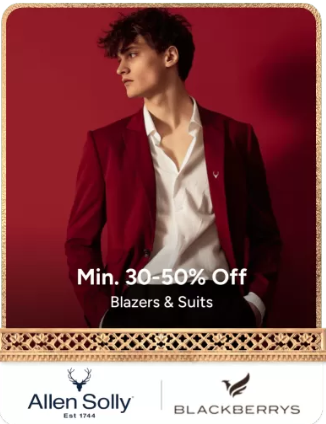 Min. 30-50% Off
Blazers & Suits
Allen Solly
Est 1744
BLACKBERRYS